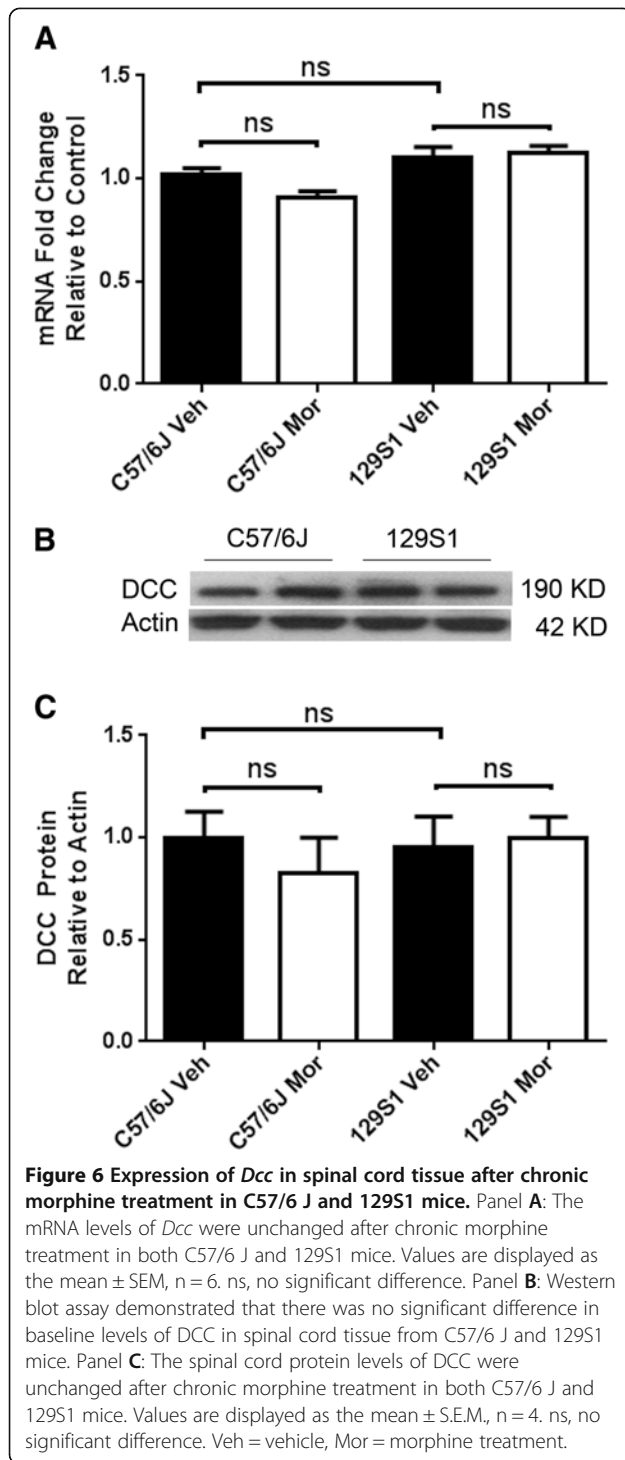 A
ns
ns
ns
mRNA Fold Change
Relative to Control
1.5
1.0
0.5
0.0
C57/6J Veh
C57/6J Mor
129S1 Veh
129S1 Mor
B
C57/6J
129S1
DCC
190 KD
Actin
42 KD
C
ns
ns
ns
DCC Protein
Relative to Actin
1.5
1.0
0.5
0.0
C57/6J Veh
C57/6J Mor
129S1 Veh
129S1 Mor
Figure 6 Expression of Dcc in spinal cord tissue after chronic
morphine treatment in C57/6 J and 129S1 mice. Panel A: The
mRNA levels of Dcc were unchanged after chronic morphine
treatment in both C57/6 J and 129S1 mice. Values are displayed as
the mean ± SEM, n = 6. ns, no significant difference. Panel B: Western
blot assay demonstrated that there was no significant difference in
baseline levels of DCC in spinal cord tissue from C57/6 J and 129S1
mice. Panel C: The spinal cord protein levels of DCC were
unchanged after chronic morphine treatment in both C57/6 J and
129S1 mice. Values are displayed as the mean ± S.E.M., n = 4. ns, no
significant difference. Veh = vehicle, Mor = morphine treatment.